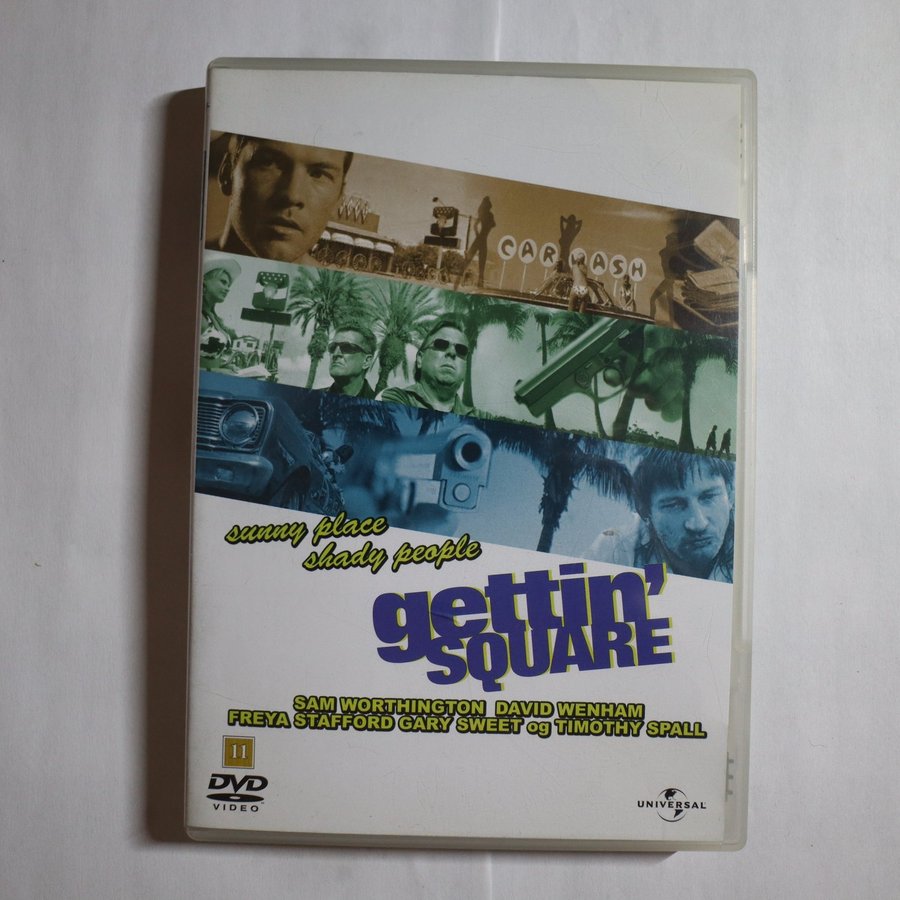 CAR WASH
sunny place
shady people
gettin'
SQUARE
SAM WORTHINGTON DAVID WENHAM
FREYA STAFFORD GARY SWEET og TIMOTHY SPALL
11
DVD
VIDEO
UNIVERSAL